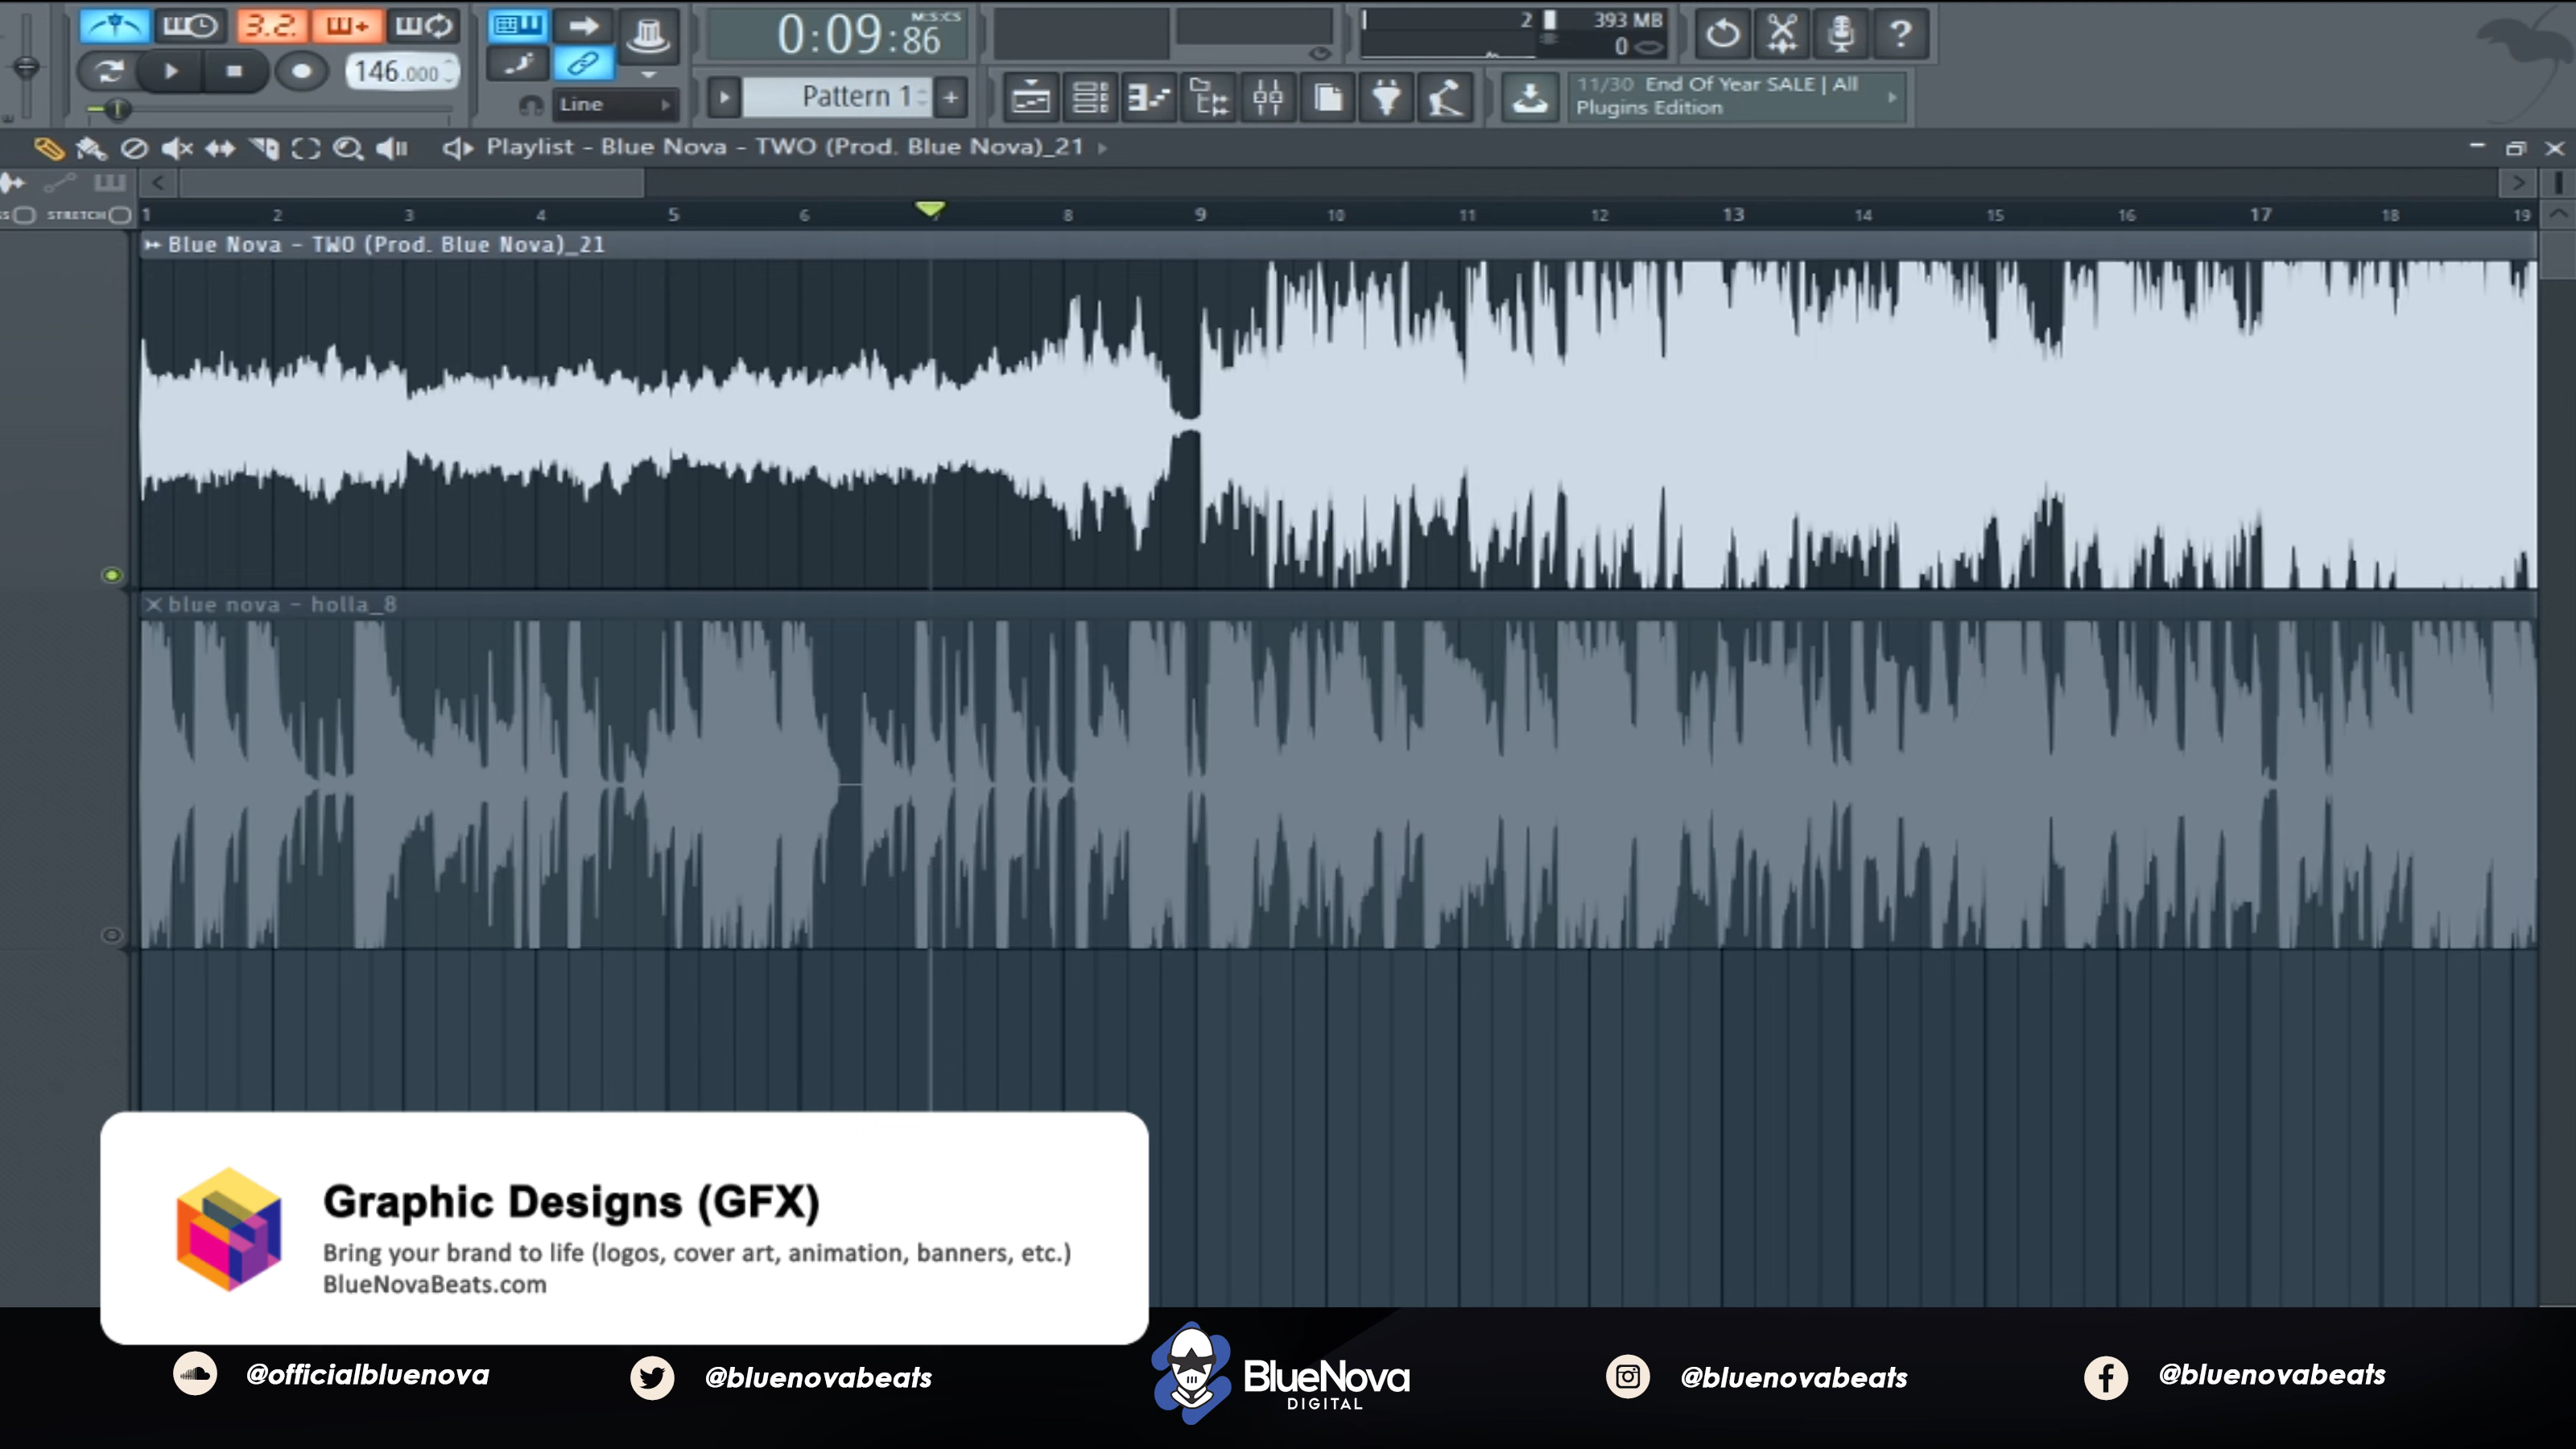 3.2.
146.000
Line
0:09:86
M:S:CS
Pattern 1
+
2
393 MB
0
?
11/30 End Of Year SALE | All
Plugins Edition
Playlist - Blue Nova - TWO (Prod. Blue Nova)_21
STRETCH
1 2 3 4 5 6 7 8 9 10 11 12 13 14 15 16 17 18 19
Blue Nova - TWO (Prod. Blue Nova)_21
blue nova - holla_8
Graphic Designs (GFX)
Bring your brand to life (logos, cover art, animation, banners, etc.)
BlueNovaBeats.com
@officialbluenova
@bluenovabeats
BlueNova
DIGITAL
@bluenovabeats
@bluenovabeats